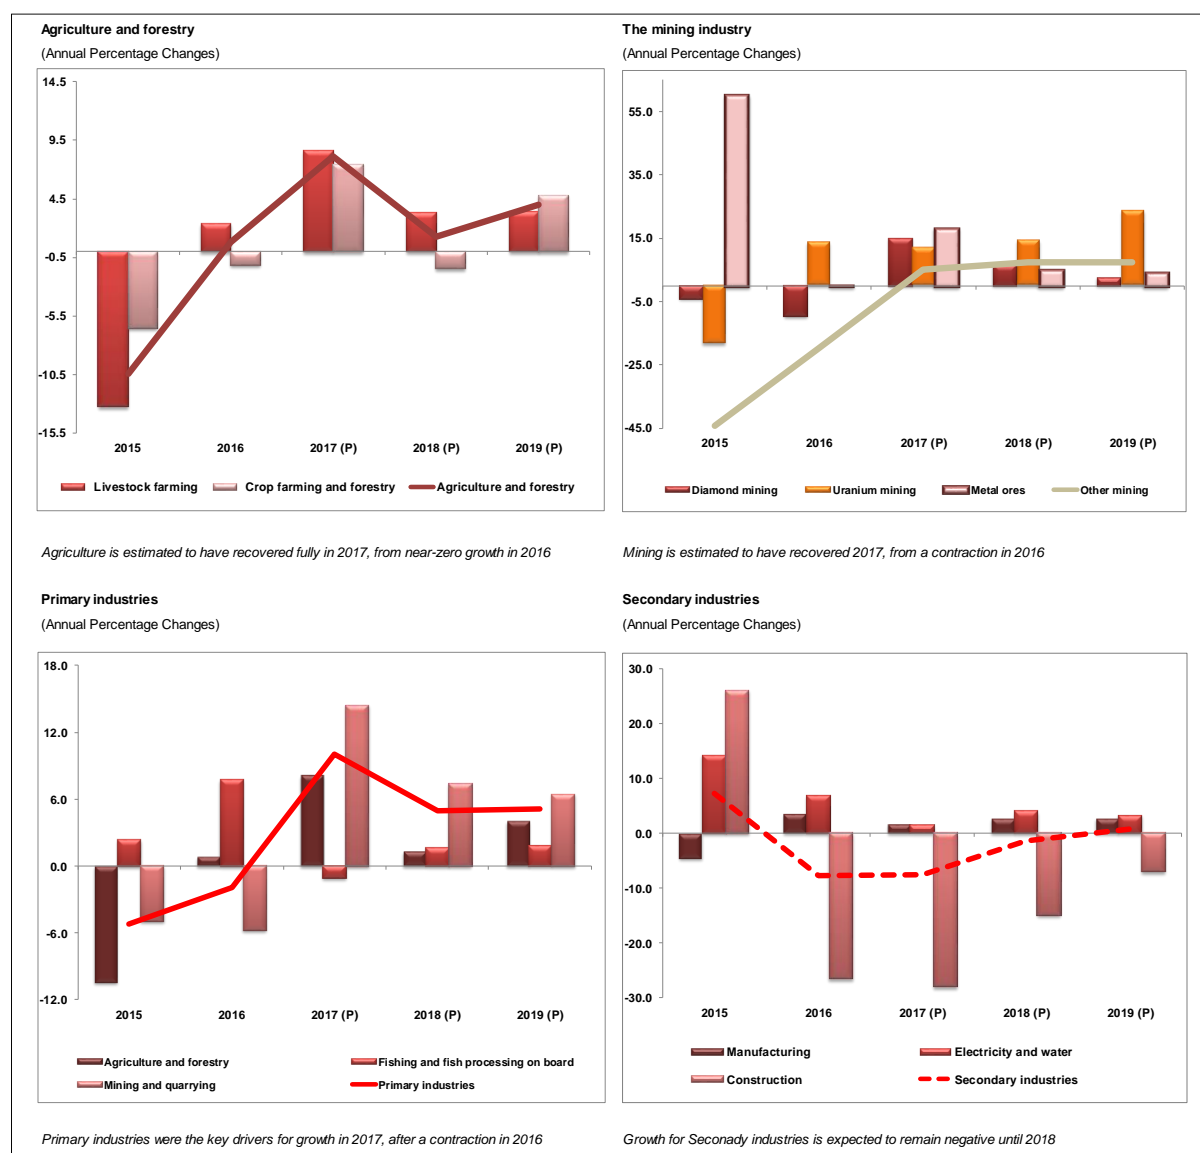 Agriculture and forestry
(Annual Percentage Changes)
14.5
9.5
4.5
-0.5
-5.5
-10.5
-15.5
2015 2016 2017 (P) 2018 (P) 2019 (P)
Livestock farming Crop farming and forestry Agriculture and forestry
Agriculture is estimated to have recovered fully in 2017, from near-zero growth in 2016
The mining industry
(Annual Percentage Changes)
55.0
35.0
15.0
-5.0
-25.0
-45.0
2015 2016 2017 (P) 2018 (P) 2019 (P)
Diamond mining Uranium mining Metal ores Other mining
Mining is estimated to have recovered 2017, from a contraction in 2016
Primary industries
(Annual Percentage Changes)
18.0
12.0
6.0
0.0
-6.0
-12.0
2015 2016 2017 (P) 2018 (P) 2019 (P)
Agriculture and forestry Fishing and fish processing on board
Mining and quarrying Primary industries
Primary industries were the key drivers for growth in 2017, after a contraction in 2016
Secondary industries
(Annual Percentage Changes)
30.0
20.0
10.0
0.0
-10.0
-20.0
-30.0
2015 2016 2017 (P) 2018 (P) 2019 (P)
Manufacturing Electricity and water
Construction Secondary industries
Growth for Seconady industries is expected to remain negative until 2018